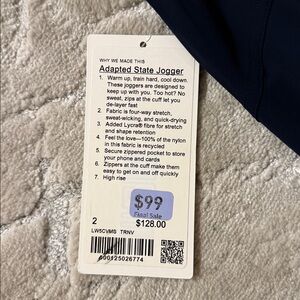 WHY WE MADE THIS
Adapted State Jogger
1. Warm up, train hard, cool down.
These joggers are designed to
keep up with you. Too hot? No
sweat, zips at the cuff let you
de-layer fast
2. Fabric is four-way stretch,
sweat-wicking, and quick-drying
3. Added Lycra® fibre for stretch
and shape retention
4. Feel the love—100% of the
nylon in this fabric is recycled
5. Secure zippered pocket to store
your phone and cards
6. Zippers at the cuff make them
easy to get on and off quickly
7. High rise
$99
Final Sale
2 $128.00
LW5CVMS TRNV